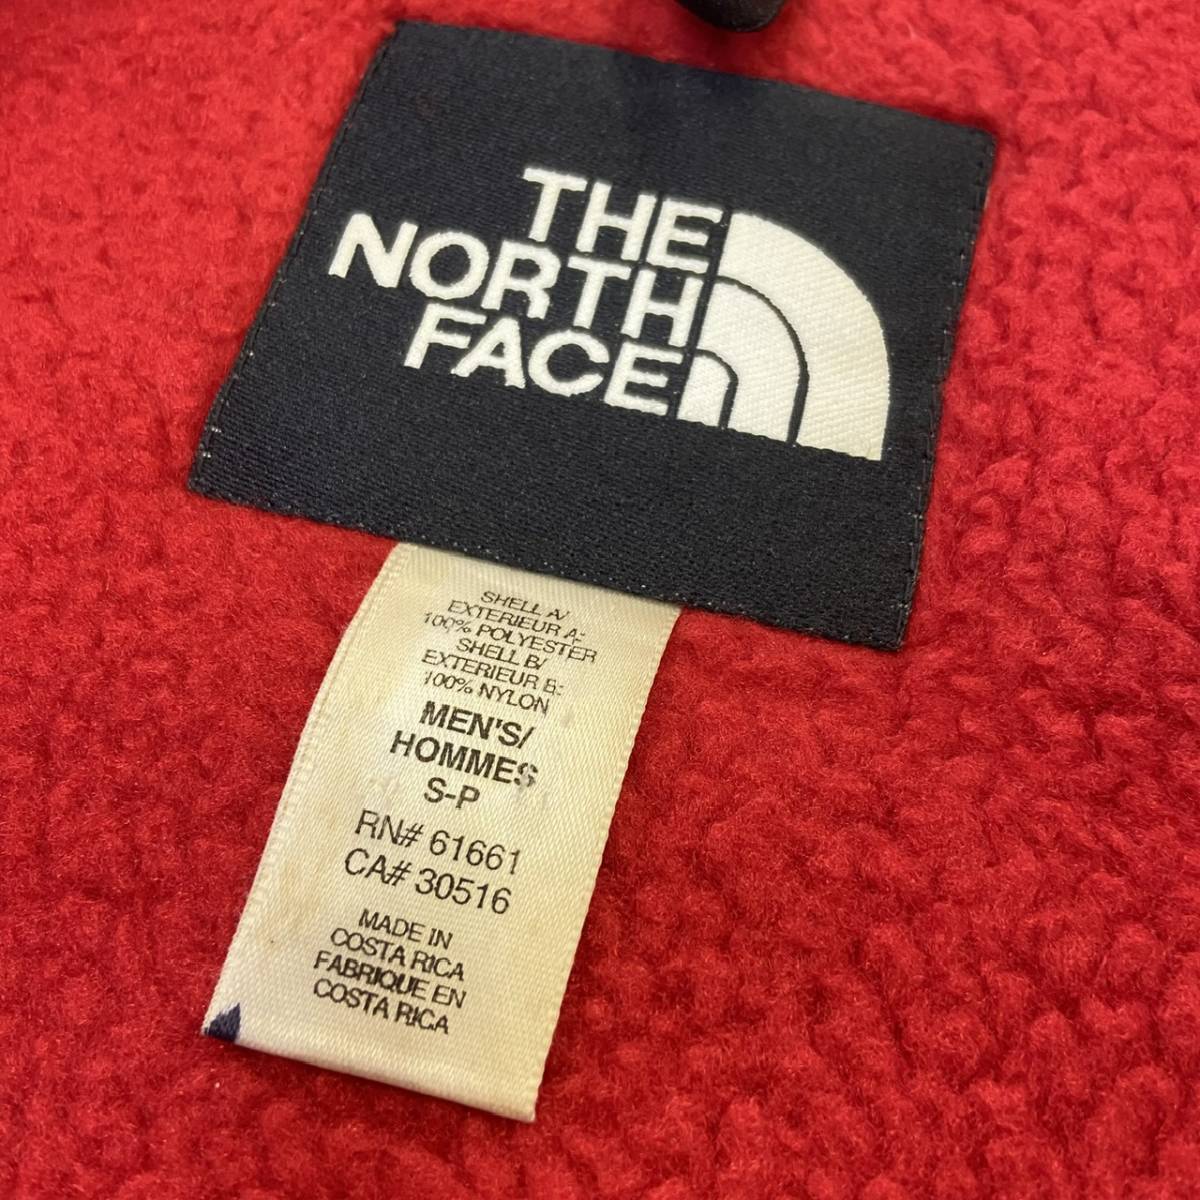 THE
NORTH
FACE
SHELL A/
EXTERIEUR A:
100% POLYESTER
SHELL B/
EXTERIEUR B:
100% NYLON
MEN'S/
HOMMES
S-P
RN# 61661
CA# 30516
MADE IN
COSTA RICA
FABRIQUE EN
COSTA RICA